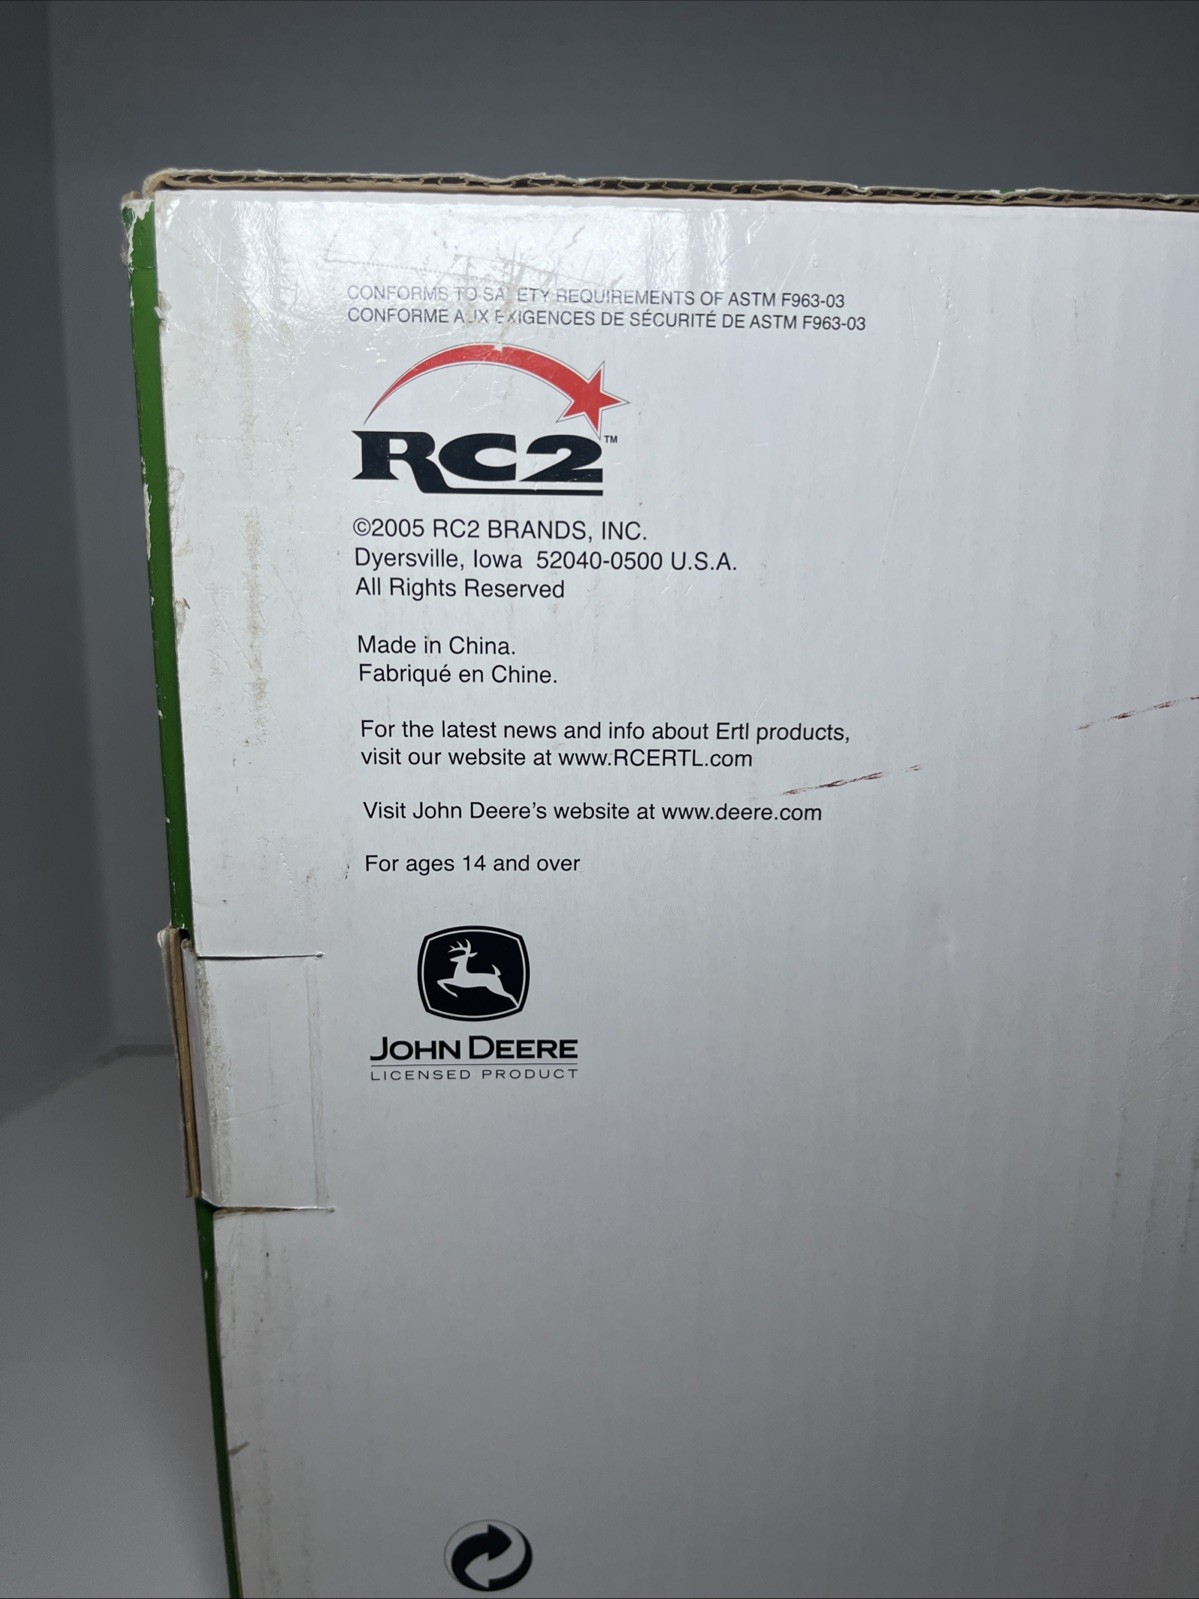 CONFORMS TO SAFETY REQUIREMENTS OF ASTM F963-03
CONFORME AUX EXIGENCES DE SÉCURITÉ DE ASTM F963-03
RC2™
©2005 RC2 BRANDS, INC.
Dyersville, Iowa 52040-0500 U.S.A.
All Rights Reserved
Made in China.
Fabriqué en Chine.
For the latest news and info about Ertl products,
visit our website at www.RCERTL.com
Visit John Deere's website at www.deere.com
For ages 14 and over
JOHN DEERE
LICENSED PRODUCT